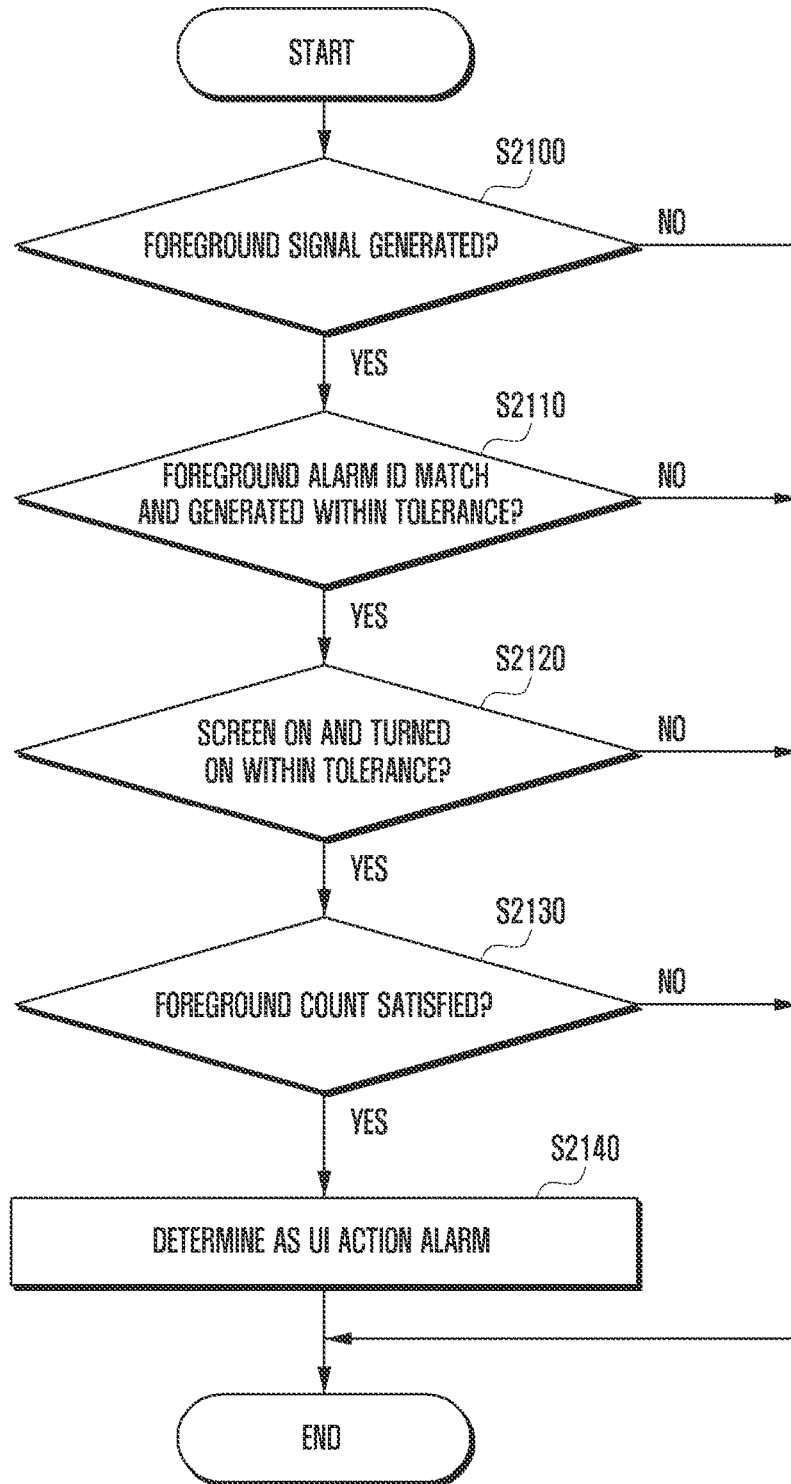 START
S2100
FOREGROUND SIGNAL GENERATED?
NO
YES
S2110
FOREGROUND ALARM ID MATCH
AND GENERATED WITHIN TOLERANCE?
NO
YES
S2120
SCREEN ON AND TURNED
ON WITHIN TOLERANCE?
NO
YES
S2130
FOREGROUND COUNT SATISFIED?
NO
YES
S2140
DETERMINE AS UI ACTION ALARM
END